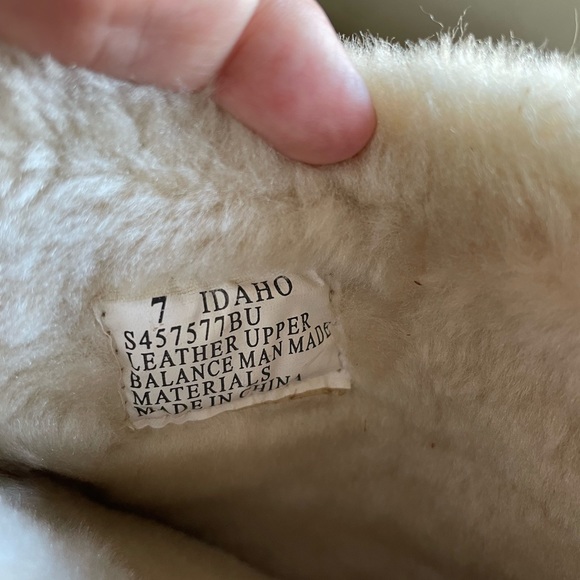 7 IDAHO
S457577BU
LEATHER UPPER
BALANCE MAN MADE
MATERIALS
MADE IN CHINA